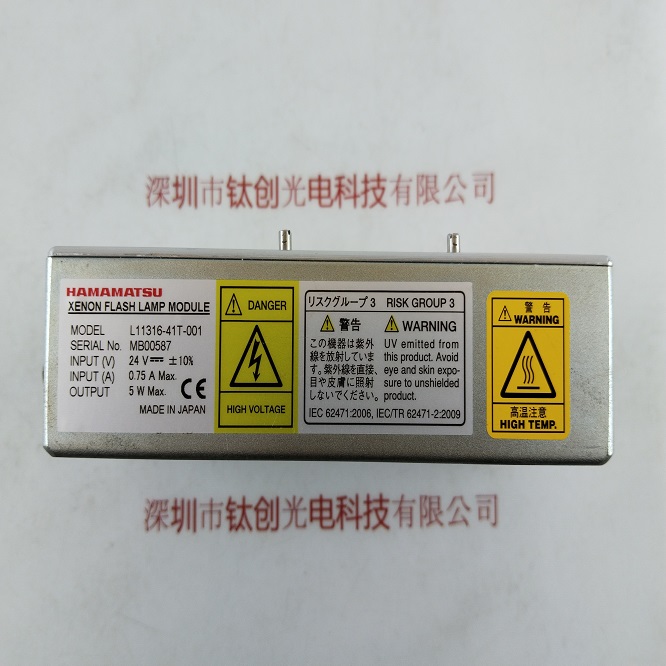 深圳市钛创光电科技有限公司
HAMAMATSU
XENON FLASH LAMP MODULE
MODEL L11316-41T-001
SERIAL No. MB00587
INPUT (V) 24 V ⎓ ±10%
INPUT (A) 0.75 A Max.
OUTPUT 5 W Max.
CE
MADE IN JAPAN
DANGER
HIGH VOLTAGE
リスクグループ 3 RISK GROUP 3
警告
この機器は紫外
線を放射していま
す。紫外線を直接、
目や皮膚に照射
しないでください。
WARNING
UV emitted from
this product. Avoid
eye and skin expo-
sure to unshielded
product.
IEC 62471:2006, IEC/TR 62471-2:2009
警告
WARNING
高温注意
HIGH TEMP.
深圳市钛创光电科技有限公司